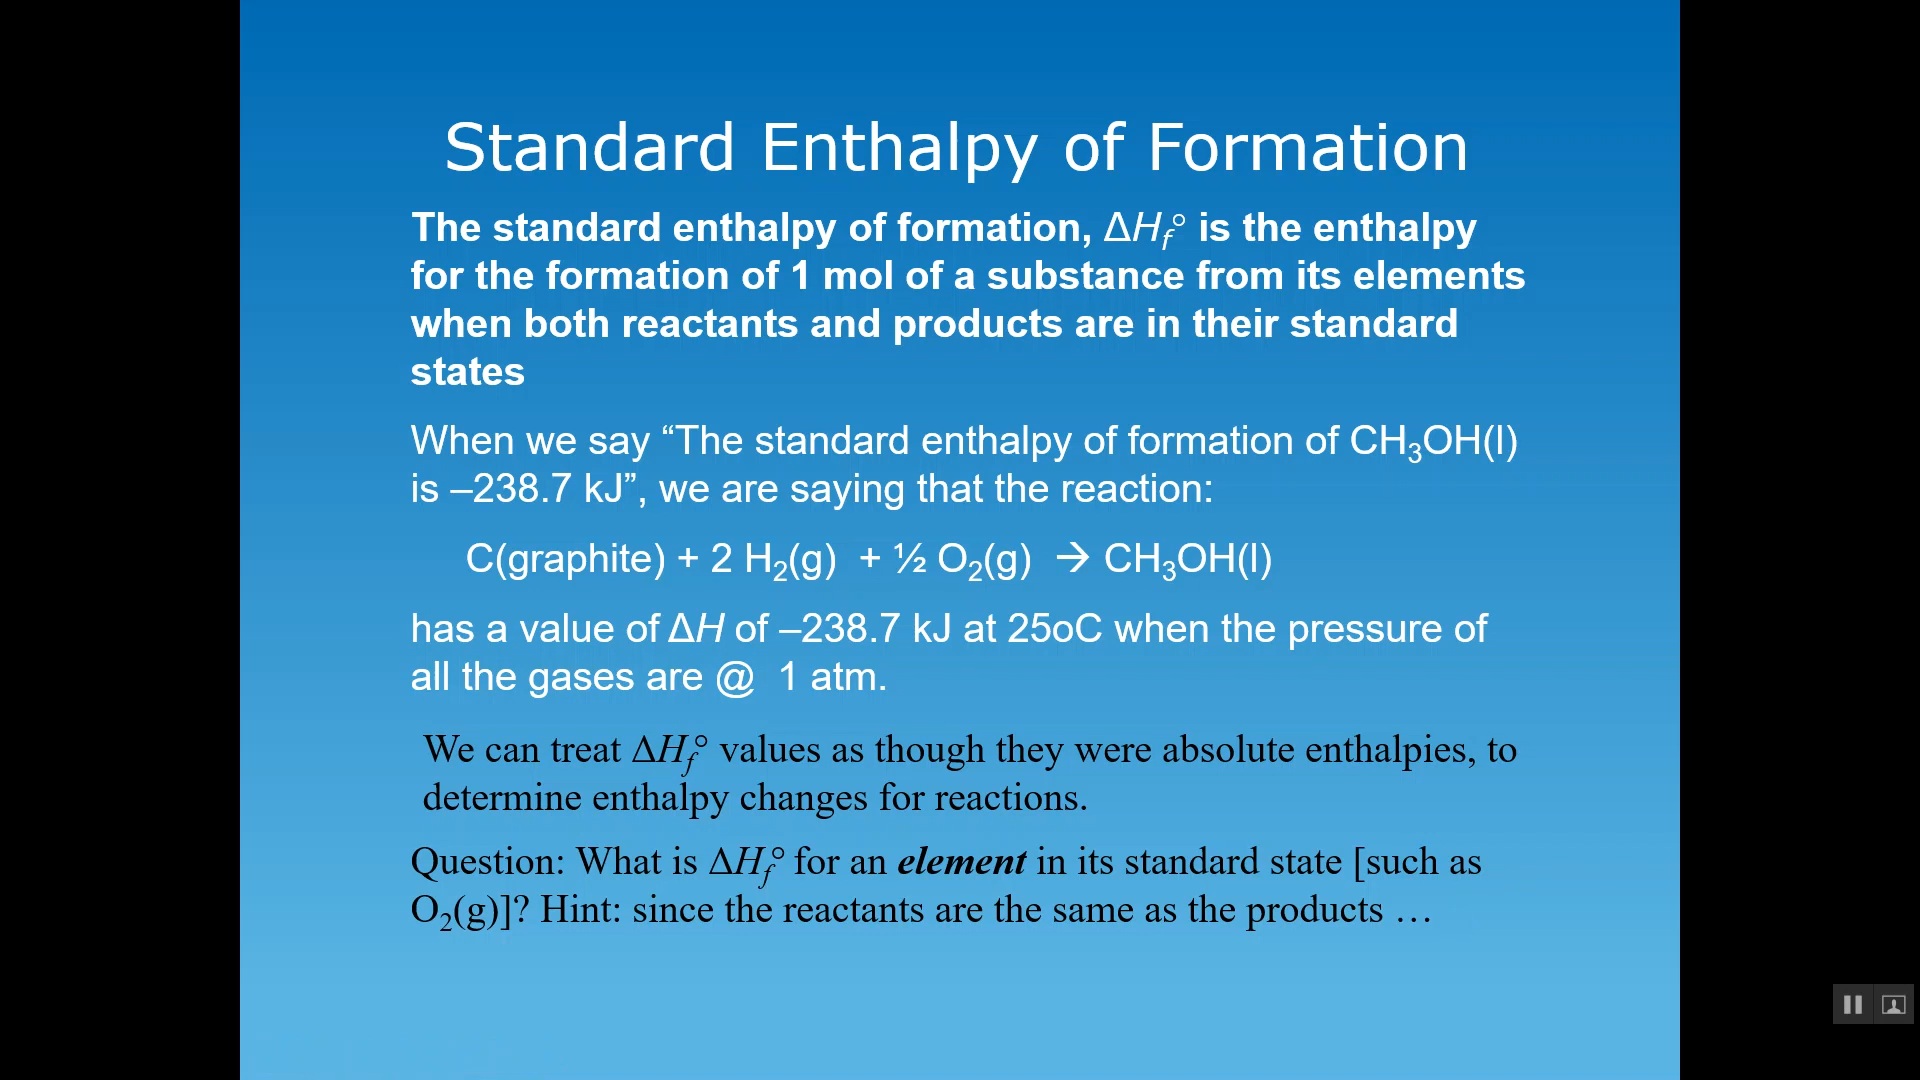 Standard Enthalpy of Formation
The standard enthalpy of formation, ΔHf° is the enthalpy
for the formation of 1 mol of a substance from its elements
when both reactants and products are in their standard
states
When we say “The standard enthalpy of formation of CH₃OH(l)
is –238.7 kJ”, we are saying that the reaction:
C(graphite) + 2 H₂(g) + ½ O₂(g) → CH₃OH(l)
has a value of ΔH of –238.7 kJ at 25oC when the pressure of
all the gases are @ 1 atm.
We can treat ΔHf° values as though they were absolute enthalpies, to
determine enthalpy changes for reactions.
Question: What is ΔHf° for an element in its standard state [such as
O₂(g)]? Hint: since the reactants are the same as the products …